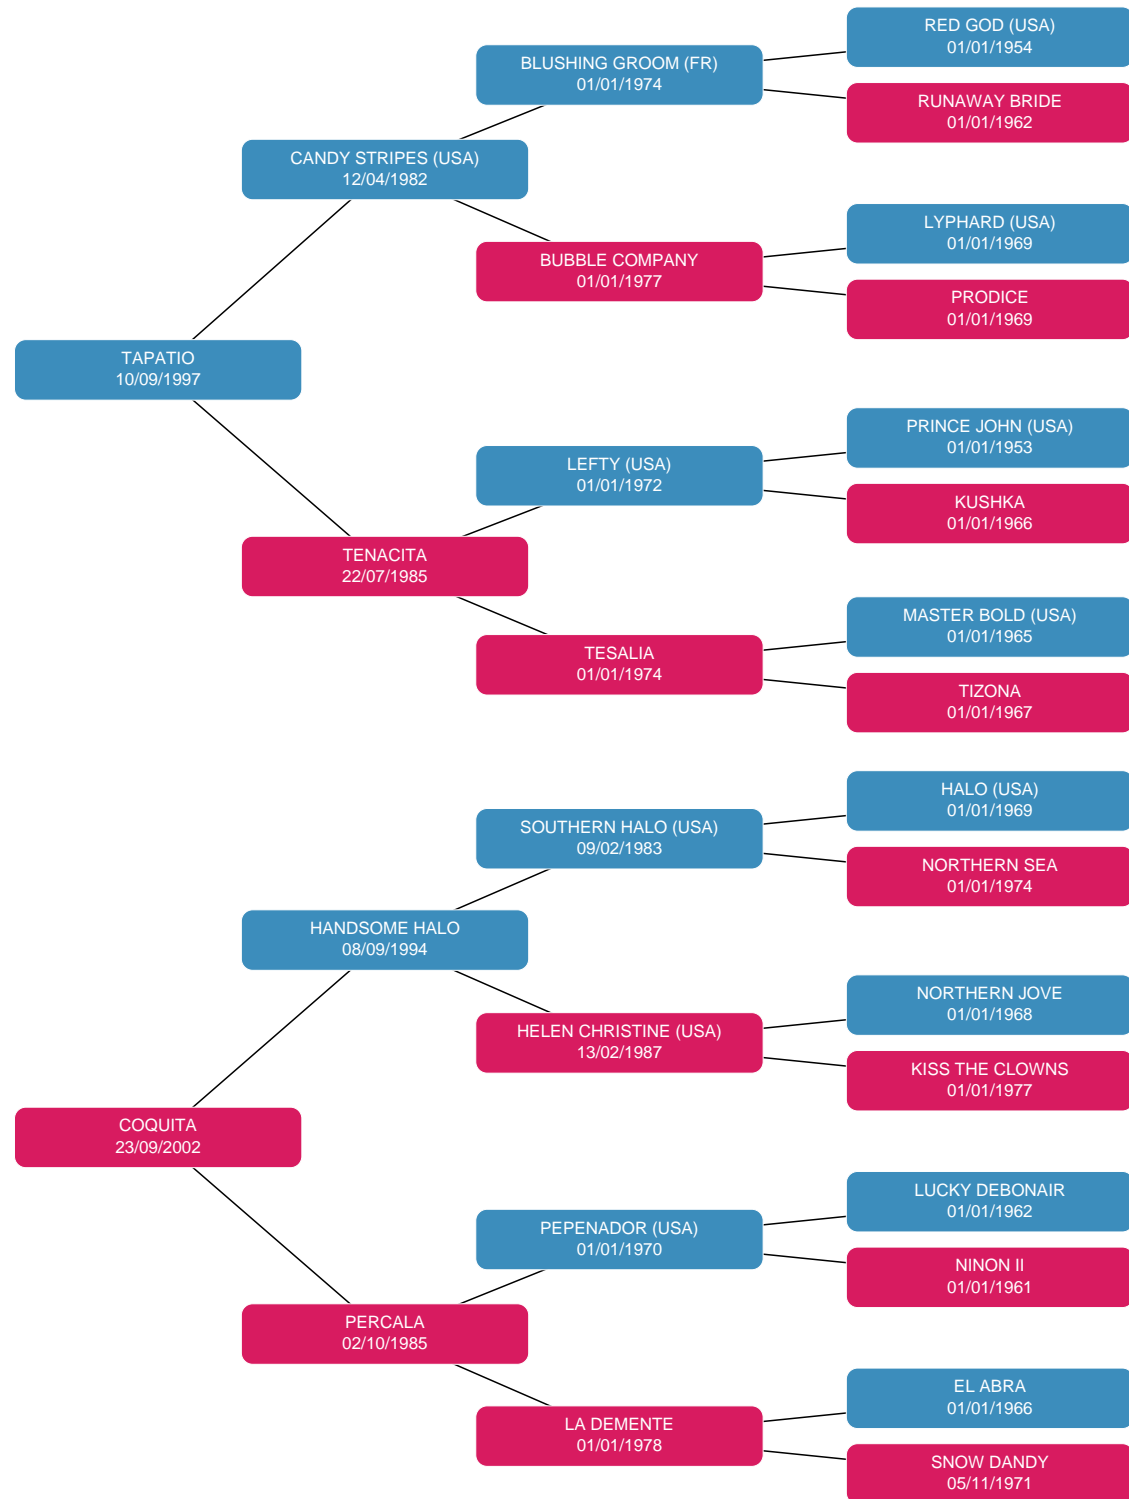 RED GOD (USA)
01/01/1954
BLUSHING GROOM (FR)
01/01/1974
RUNAWAY BRIDE
01/01/1962
CANDY STRIPES (USA)
12/04/1982
LYPHARD (USA)
01/01/1969
BUBBLE COMPANY
01/01/1977
PRODICE
01/01/1969
TAPATIO
10/09/1997
PRINCE JOHN (USA)
01/01/1953
LEFTY (USA)
01/01/1972
KUSHKA
01/01/1966
TENACITA
22/07/1985
MASTER BOLD (USA)
01/01/1965
TESALIA
01/01/1974
TIZONA
01/01/1967
HALO (USA)
01/01/1969
SOUTHERN HALO (USA)
09/02/1983
NORTHERN SEA
01/01/1974
HANDSOME HALO
08/09/1994
NORTHERN JOVE
01/01/1968
HELEN CHRISTINE (USA)
13/02/1987
KISS THE CLOWNS
01/01/1977
COQUITA
23/09/2002
LUCKY DEBONAIR
01/01/1962
PEPENADOR (USA)
01/01/1970
NINON II
01/01/1961
PERCALA
02/10/1985
EL ABRA
01/01/1966
LA DEMENTE
01/01/1978
SNOW DANDY
05/11/1971